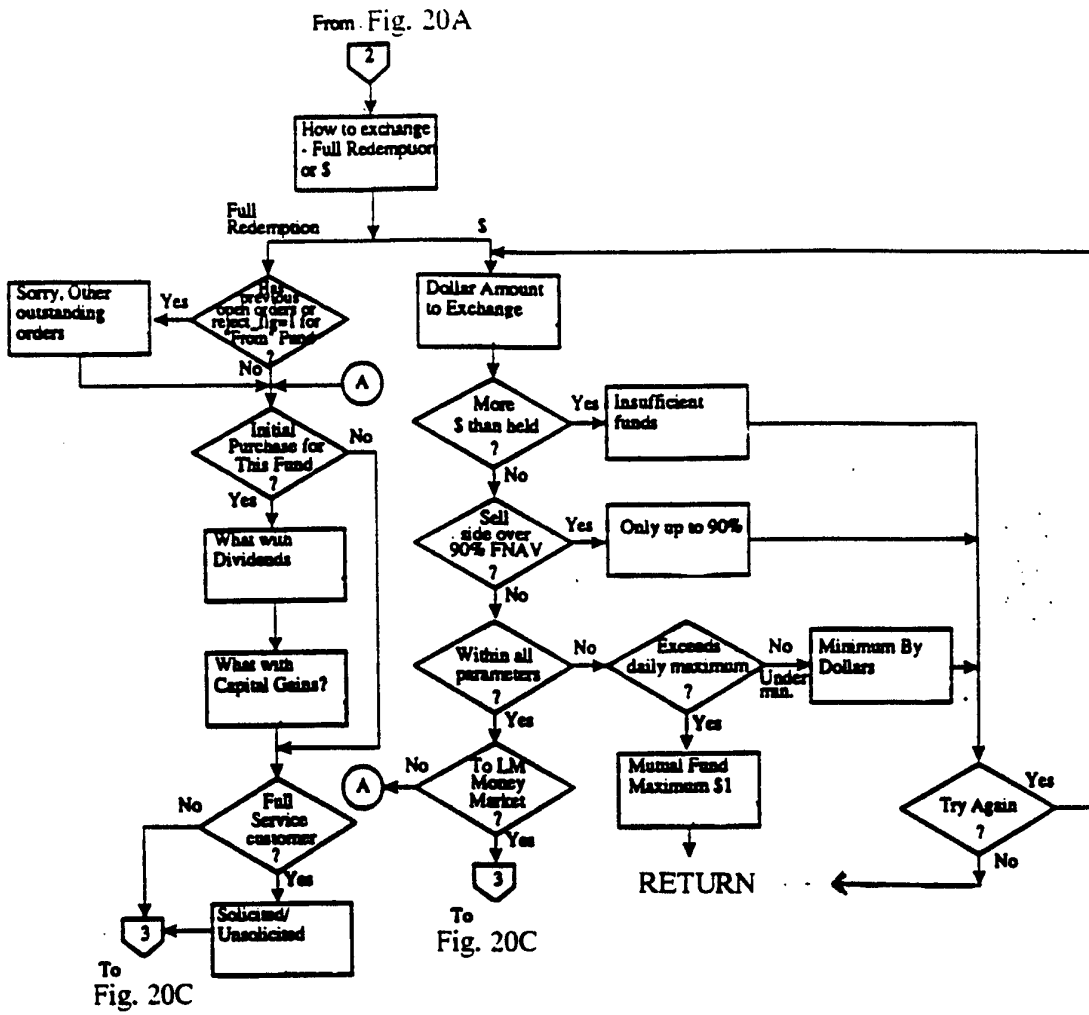 From Fig. 20A
2
How to exchange
- Full Redemption
or $
Full
Redemption
$
Has
previous
open orders or
reject_flg=1 for
"From" Fund
?
Yes
Sorry, Other
outstanding
orders
No
A
Initial
Purchase for
This Fund
?
No
Yes
What with
Dividends
What with
Capital Gains?
Full
Service
customer
?
No
Yes
Solicited/
Unsolicited
3
To
Fig. 20C
Dollar Amount
to Exchange
More
$ than held
?
Yes
Insufficient
funds
No
Sell
side over
90% FNAV
?
Yes
Only up to 90%
No
Within all
parameters
?
No
Exceeds
daily maximum
?
No
Under
min.
Minimum By
Dollars
Yes
Yes
To LM
Money
Market
?
No
A
Yes
3
To
Fig. 20C
Mutual Fund
Maximum $1
RETURN
Try Again
?
Yes
No